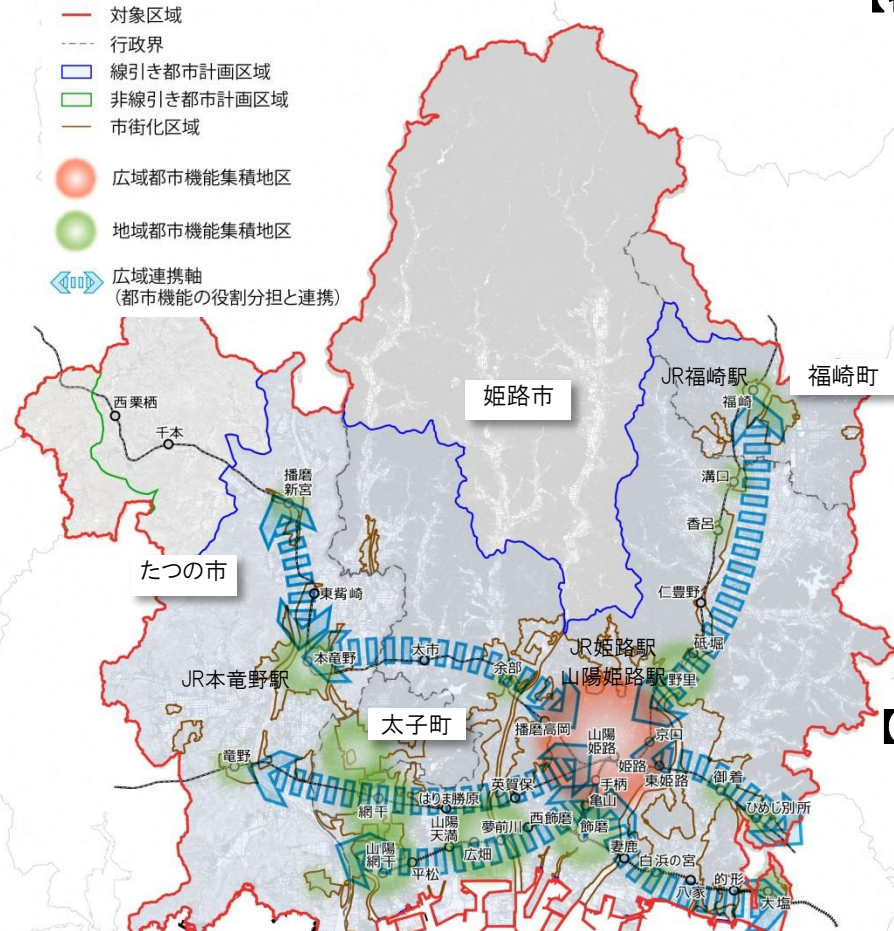 対象区域
行政界
線引き都市計画区域
非線引き都市計画区域
市街化区域
広域都市機能集積地区
地域都市機能集積地区
広域連携軸
(都市機能の役割分担と連携)
JR福崎駅
福崎町
福崎
姫路市
西栗栖
千本
溝口
播磨
新宮
香呂
たつの市
東觜崎
仁豊野
砥堀
本竜野
太市
余部
JR姫路駅
山陽姫路駅
野里
JR本竜野駅
太子町
播磨高岡
山陽
姫路
京口
竜野
姫路
東姫路
御着
英賀保
手柄
はりま勝原
亀山
ひめじ別所
網干
山陽
天満
夢前川
西飾磨
飾磨
山陽
網干
広畑
妻鹿
白浜の宮
平松
八家
的形
大塩